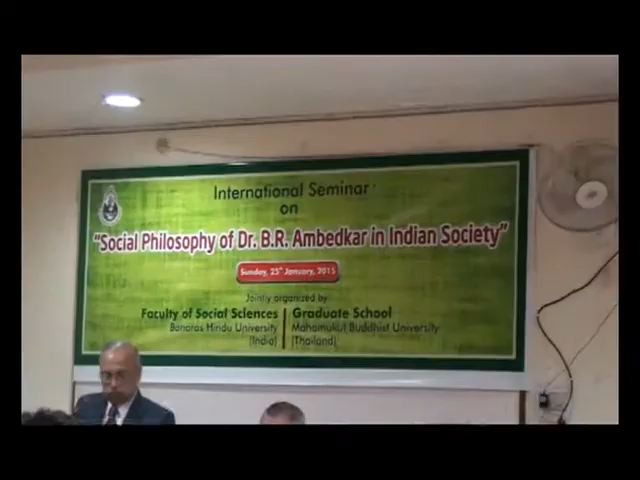 International Seminar
on
"Social Philosophy of Dr. B.R. Ambedkar in Indian Society"
Sunday, 25th January, 2015
Jointly organized by
Faculty of Social Sciences
Banaras Hindu University
(India)
Graduate School
Mahamukut Buddhist University
(Thailand)